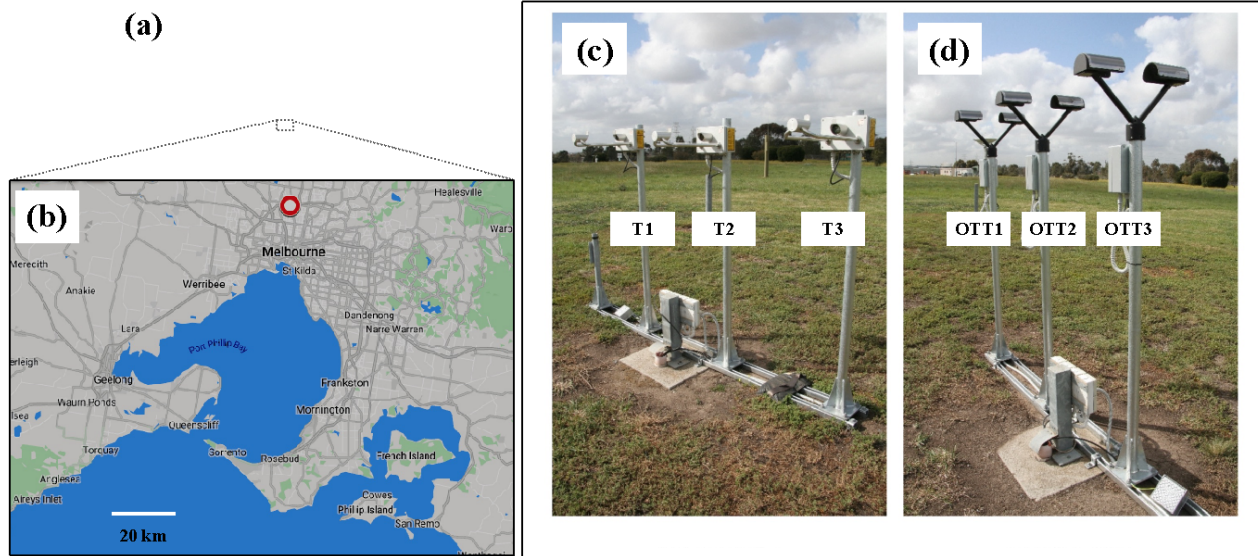 (a)
(b)
Healesville
Melbourne
St Kilda
Meredith
Werribee
Anakie
Dandenong
Lara
Narre Warren
Port Phillip Bay
Geelong
Frankston
Waurn Ponds
Mornington
Queenscliff
Torquay
Sorrento
Rosebud
French Island
Anglesea
Aireys Inlet
Cowes
Phillip Island
San Remo
20 km
(c)
T1
T2
T3
(d)
OTT1
OTT2
OTT3